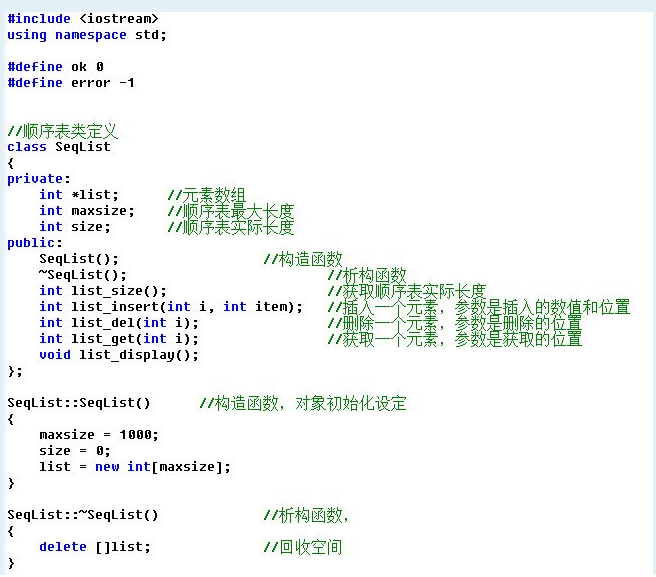 #include <iostream>
using namespace std;
#define ok 0
#define error -1
//顺序表类定义
class SeqList
{
private:
    int *list;      //元素数组
    int maxsize;    //顺序表最大长度
    int size;       //顺序表实际长度
public:
    SeqList();                  //构造函数
    ~SeqList();                         //析构函数
    int list_size();                    //获取顺序表实际长度
    int list_insert(int i, int item);   //插入一个元素，参数是插入的数值和位置
    int list_del(int i);                //删除一个元素，参数是删除的位置
    int list_get(int i);                //获取一个元素，参数是获取的位置
    void list_display();
};
SeqList::SeqList()      //构造函数，对象初始化设定
{
    maxsize = 1000;
    size = 0;
    list = new int[maxsize];
}
SeqList::~SeqList()             //析构函数，
{
    delete []list;              //回收空间
}